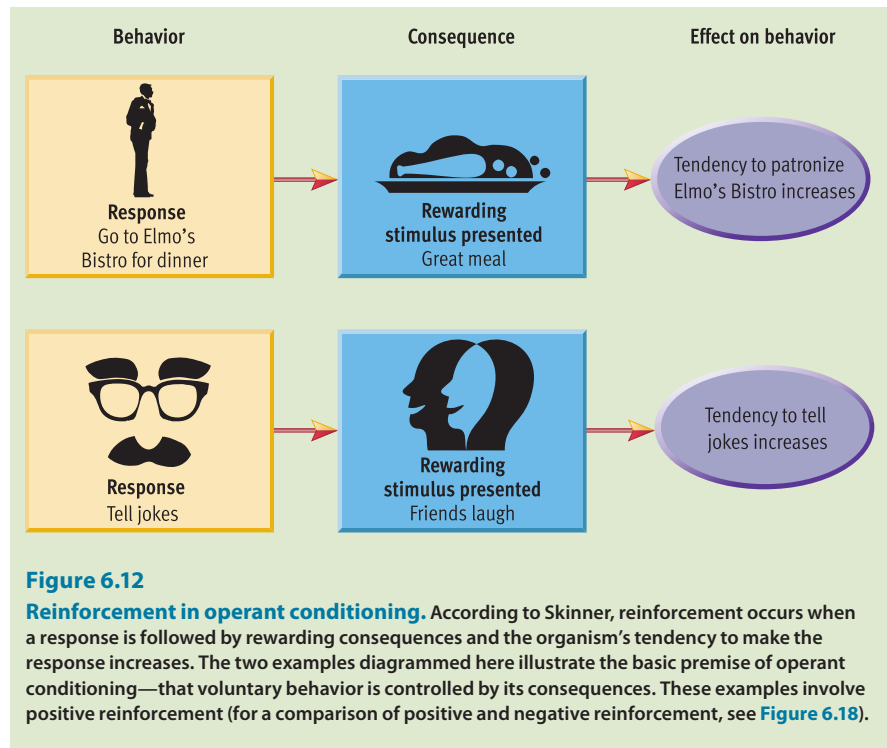 Behavior
Consequence
Effect on behavior
Response
Go to Elmo's
Bistro for dinner
Rewarding
stimulus presented
Great meal
Tendency to patronize
Elmo's Bistro increases
Response
Tell jokes
Rewarding
stimulus presented
Friends laugh
Tendency to tell
jokes increases
Figure 6.12
Reinforcement in operant conditioning. According to Skinner, reinforcement occurs when
a response is followed by rewarding consequences and the organism's tendency to make the
response increases. The two examples diagrammed here illustrate the basic premise of operant
conditioning—that voluntary behavior is controlled by its consequences. These examples involve
positive reinforcement (for a comparison of positive and negative reinforcement, see Figure 6.18).